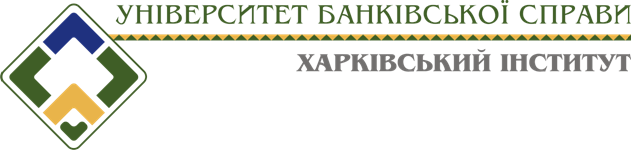 УНІВЕРСИТЕТ БАНКІВСЬКОЇ СПРАВИ
ХАРКІВСЬКИЙ ІНСТИТУТ